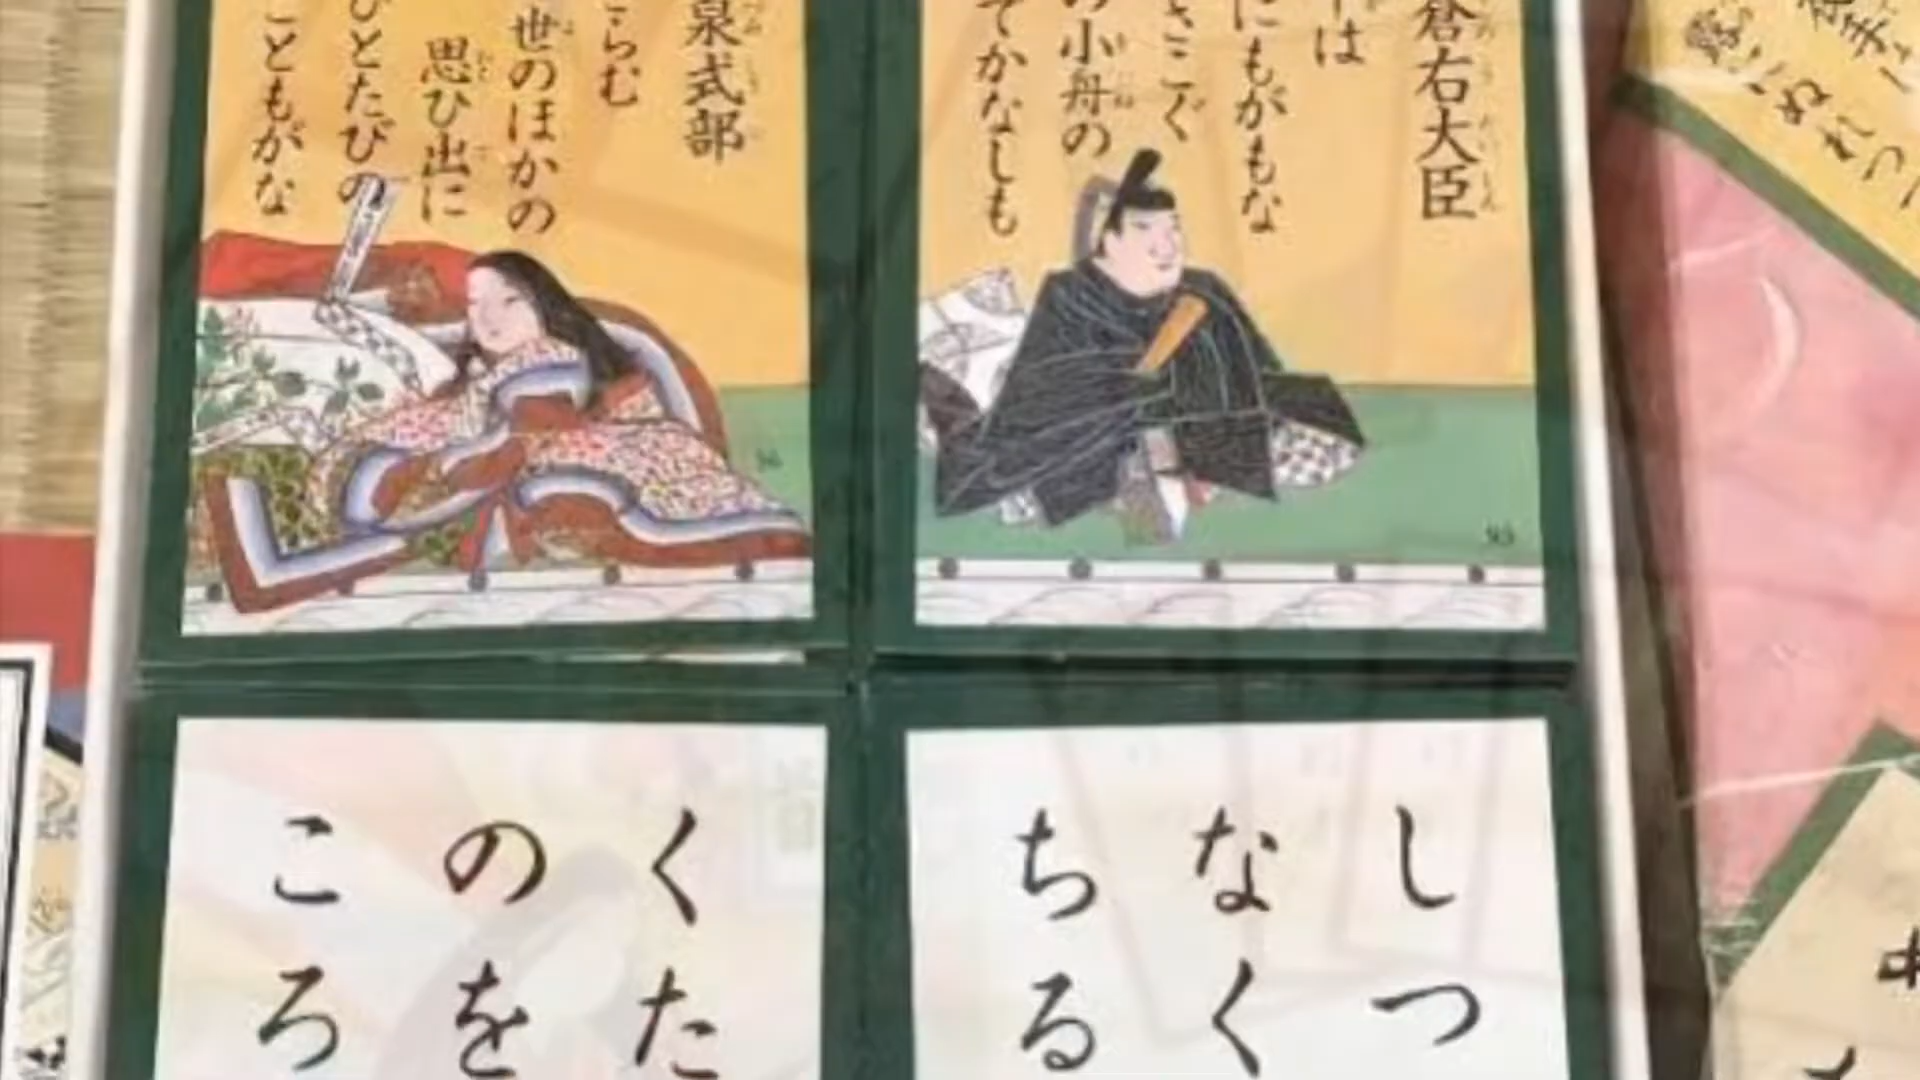 倉右大臣
は
にもがもな
さこぐ
の小舟の
てかなしも
泉式部
らむ
世のほかの
思ひ出に
ひとたびの
こともがな
しつ
なく
ちる
くた
のを
ころ
ぬれつ